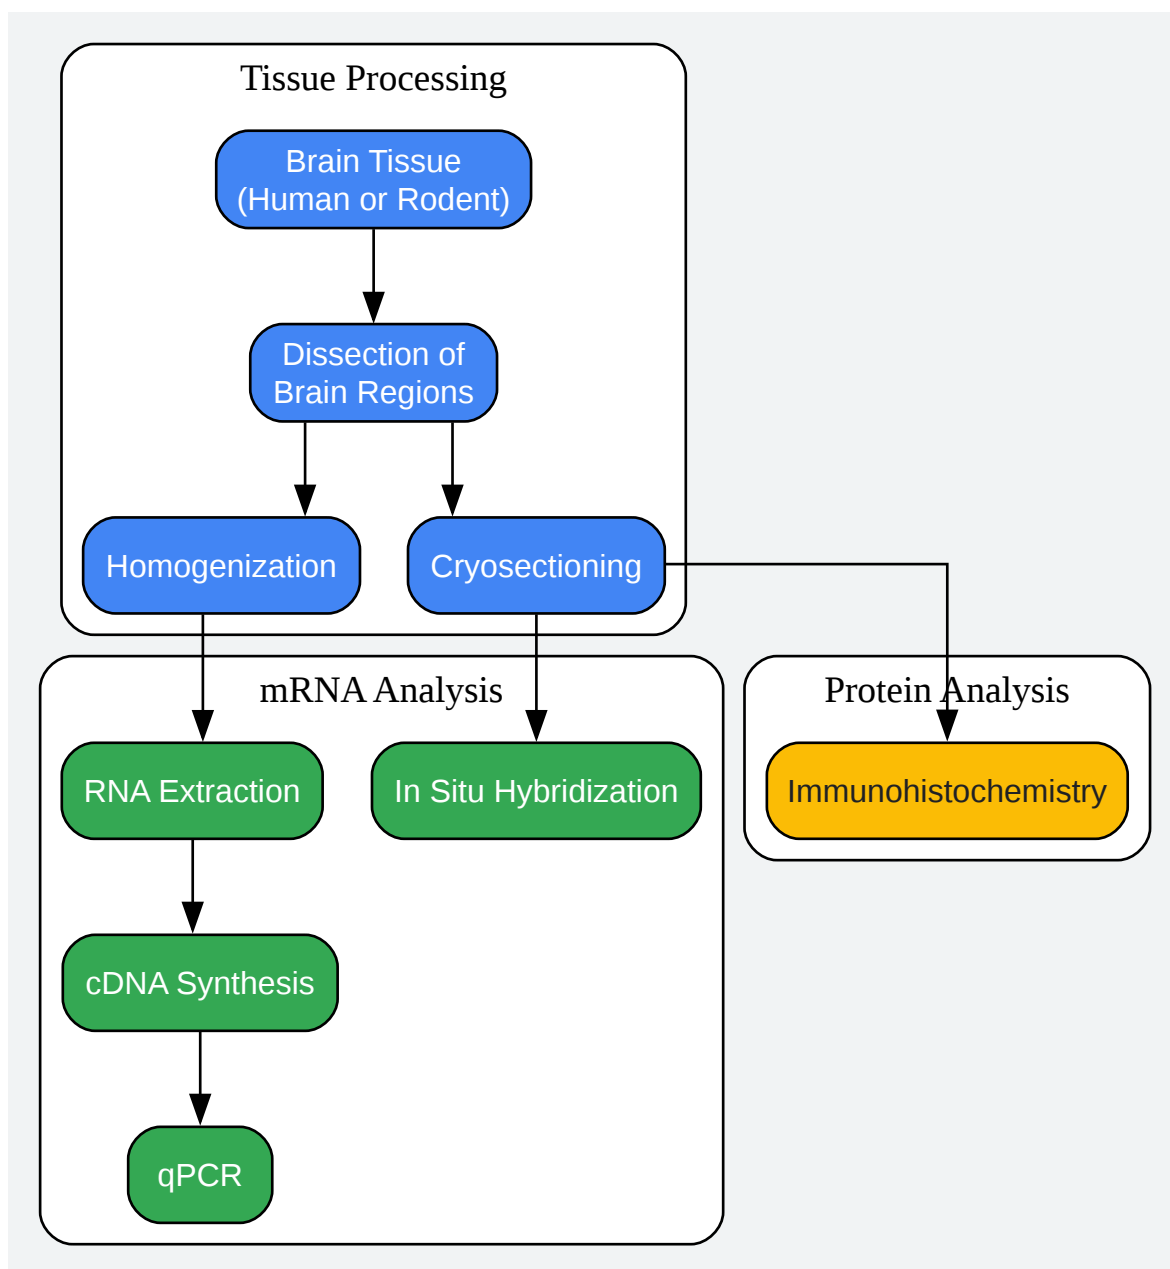 Tissue Processing
Brain Tissue
(Human or Rodent)
Dissection of
Brain Regions
Homogenization
Cryosectioning
mRNA Analysis
RNA Extraction
In Situ Hybridization
cDNA Synthesis
qPCR
Protein Analysis
Immunohistochemistry